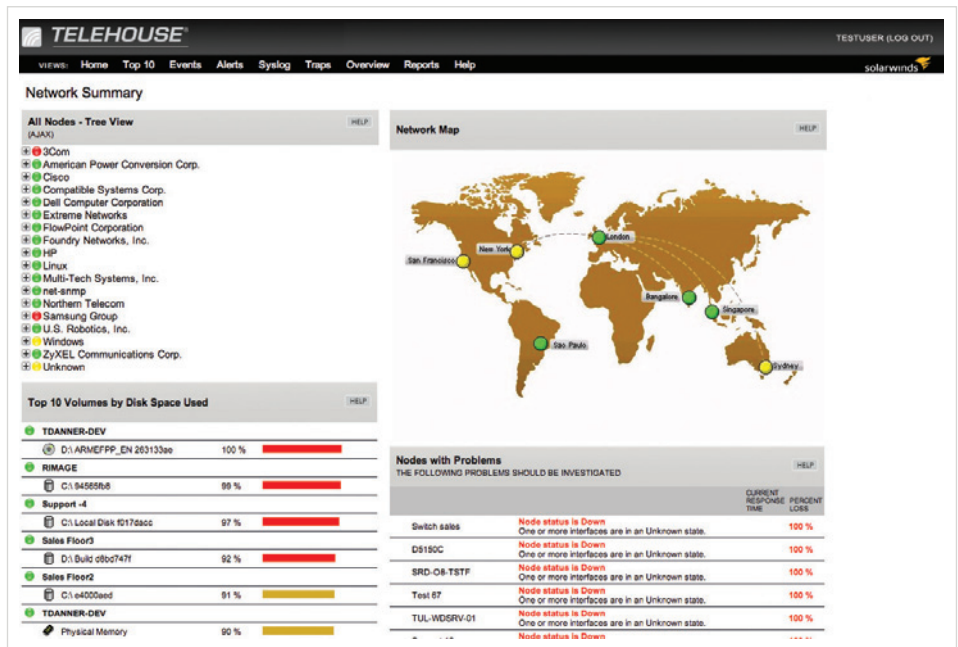 TELEHOUSE
TESTUSER (LOG OUT)
VIEWS: Home Top 10 Events Alerts Syslog Traps Overview Reports Help
solarwinds
Network Summary
All Nodes - Tree View
HELP
(AJAX)
3Com
American Power Conversion Corp.
Cisco
Compatible Systems Corp.
Dell Computer Corporation
Extreme Networks
FlowPoint Corporation
Foundry Networks, Inc.
HP
Linux
Multi-Tech Systems, Inc.
net-snmp
Northern Telecom
Samsung Group
U.S. Robotics, Inc.
Windows
ZyXEL Communications Corp.
Unknown
Top 10 Volumes by Disk Space Used
HELP
TDANNER-DEV
D:\ ARMEFPP_EN 263133ae 100 %
RIMAGE
C:\ 94565fb8 99 %
Support -4
C:\ Local Disk f017dacc 97 %
Sales Floor3
D:\ Build d6bd747f 92 %
Sales Floor2
C:\ e4000aed 91 %
TDANNER-DEV
Physical Memory 90 %
Network Map
HELP
London
New York
San Francisco
Bangalore
Singapore
Sao Paulo
Sydney
Nodes with Problems
HELP
THE FOLLOWING PROBLEMS SHOULD BE INVESTIGATED
CURRENT
RESPONSE PERCENT
TIME LOSS
Switch sales
Node status is Down
One or more interfaces are in an Unknown state.
100 %
D5150C
Node status is Down
One or more interfaces are in an Unknown state.
100 %
SRD-O8-TSTF
Node status is Down
One or more interfaces are in an Unknown state.
100 %
Test 67
Node status is Down
One or more interfaces are in an Unknown state.
100 %
TUL-WDSRV-01
Node status is Down
One or more interfaces are in an Unknown state.
100 %
Node status is Down